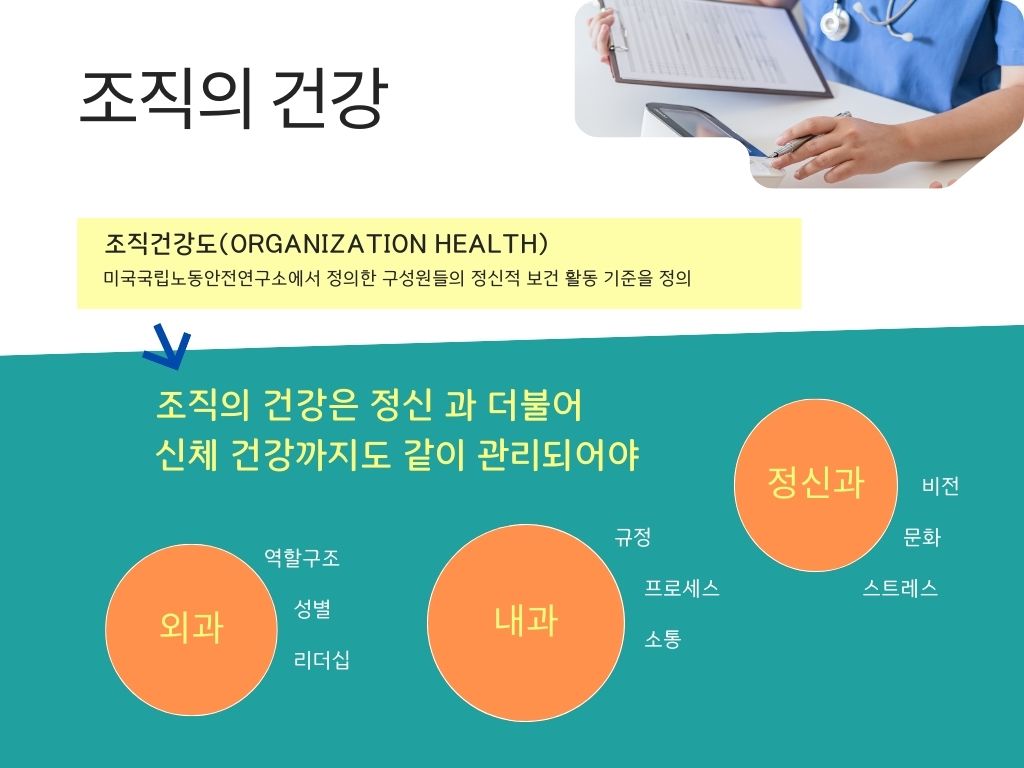 조직의 건강
조직건강도(ORGANIZATION HEALTH)
미국국립노동안전연구소에서 정의한 구성원들의 정신적 보건 활동 기준을 정의
조직의 건강은 정신 과 더불어
신체 건강까지도 같이 관리되어야
외과
역할구조
성별
리더십
내과
규정
프로세스
소통
정신과
비전
문화
스트레스